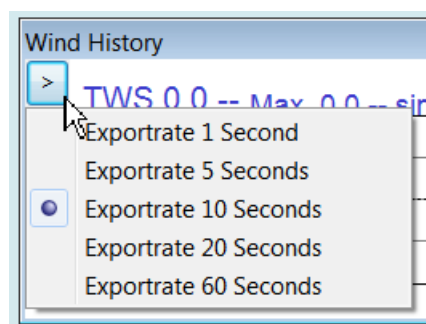 Wind History
>
TWS 0.0 -- Max 0.0 -- sin
Exportrate 1 Second
Exportrate 5 Seconds
Exportrate 10 Seconds
Exportrate 20 Seconds
Exportrate 60 Seconds